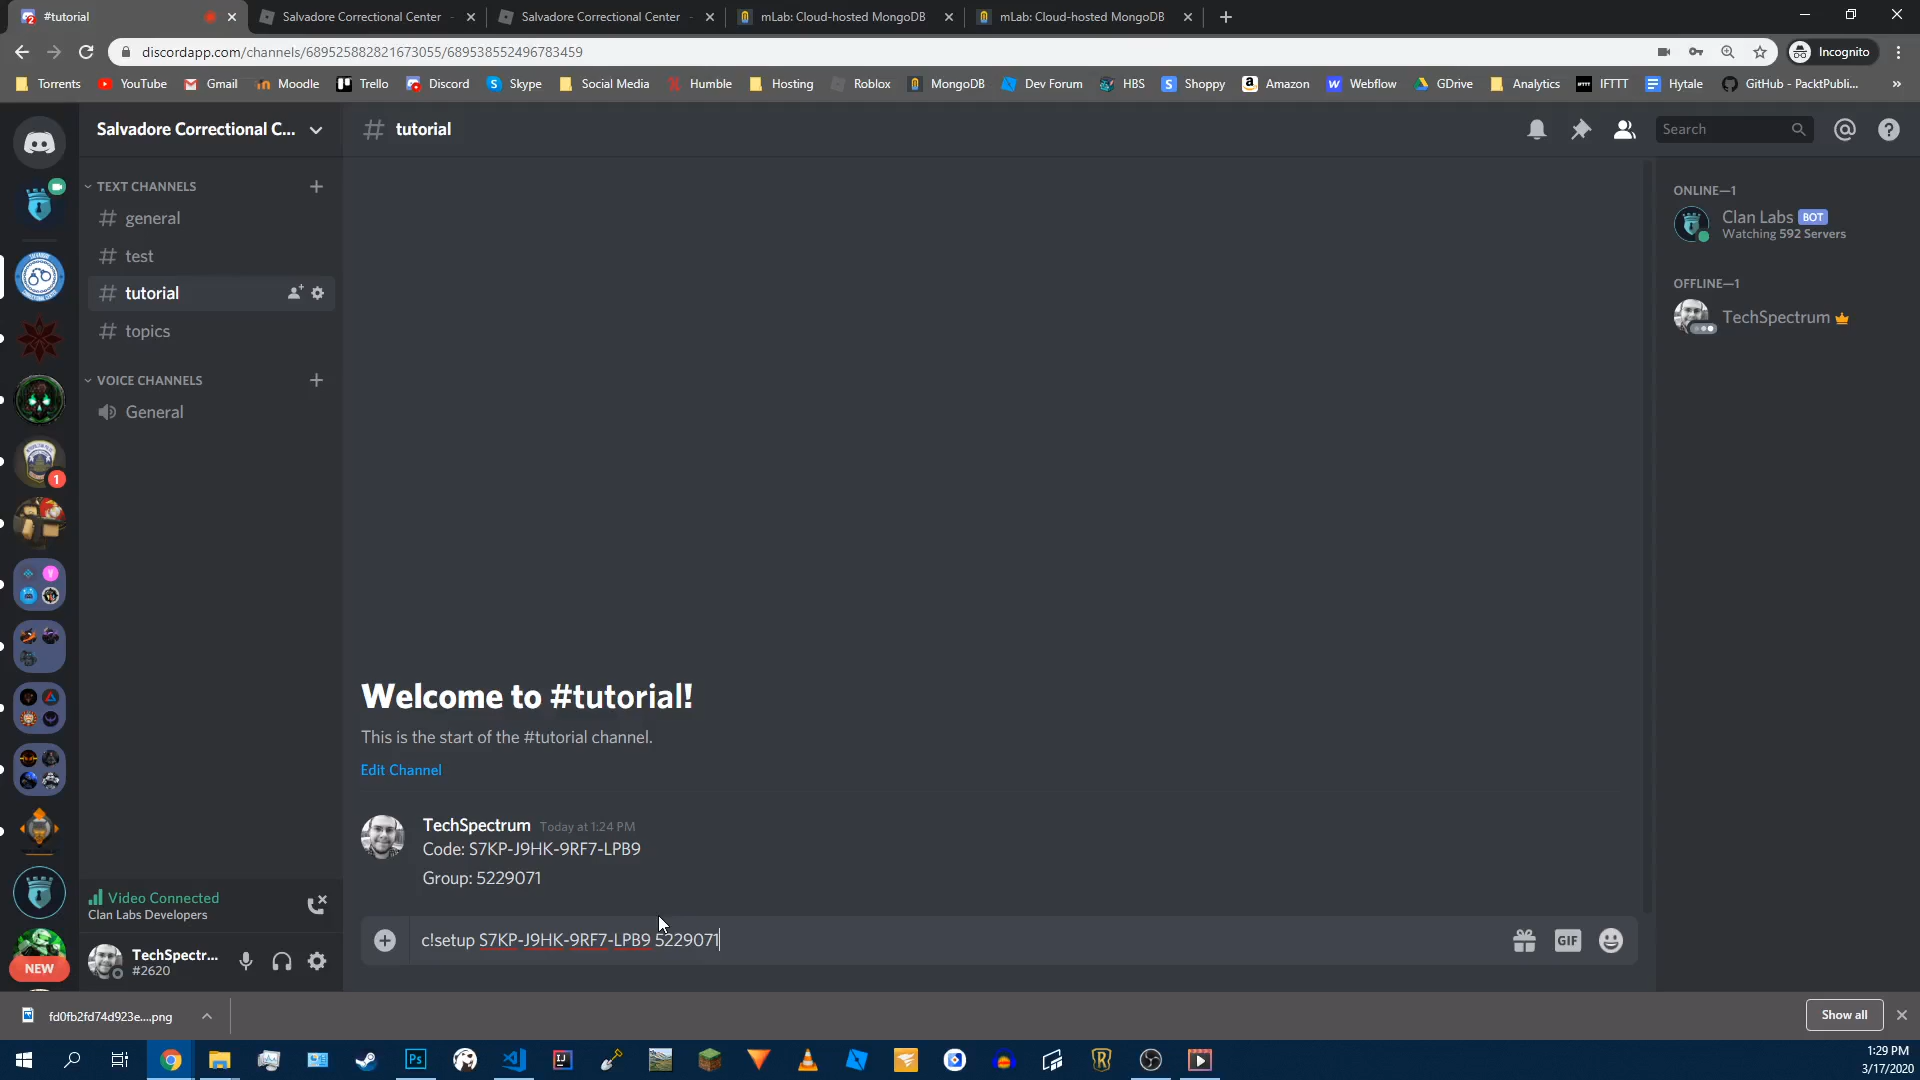 #tutorial
Salvadore Correctional Center
Salvadore Correctional Center
mLab: Cloud-hosted MongoDB
mLab: Cloud-hosted MongoDB
discordapp.com/channels/689525882821673055/689538552496783459
Incognito
Torrents
YouTube
Gmail
Moodle
Trello
Discord
Skype
Social Media
Humble
Hosting
Roblox
MongoDB
Dev Forum
HBS
Shoppy
Amazon
Webflow
GDrive
Analytics
IFTTT
Hytale
GitHub - PacktPubli...
Salvadore Correctional C...
# tutorial
Search
TEXT CHANNELS
# general
# test
# tutorial
# topics
VOICE CHANNELS
General
ONLINE—1
Clan Labs BOT
Watching 592 Servers
OFFLINE—1
TechSpectrum
1
NEW
Welcome to #tutorial!
This is the start of the #tutorial channel.
Edit Channel
TechSpectrum Today at 1:24 PM
Code: S7KP-J9HK-9RF7-LPB9
Group: 5229071
c!setup S7KP-J9HK-9RF7-LPB9 5229071
GIF
Video Connected
Clan Labs Developers
TechSpectr...
#2620
fd0fb2fd74d923e....png
Show all
1:29 PM
3/17/2020